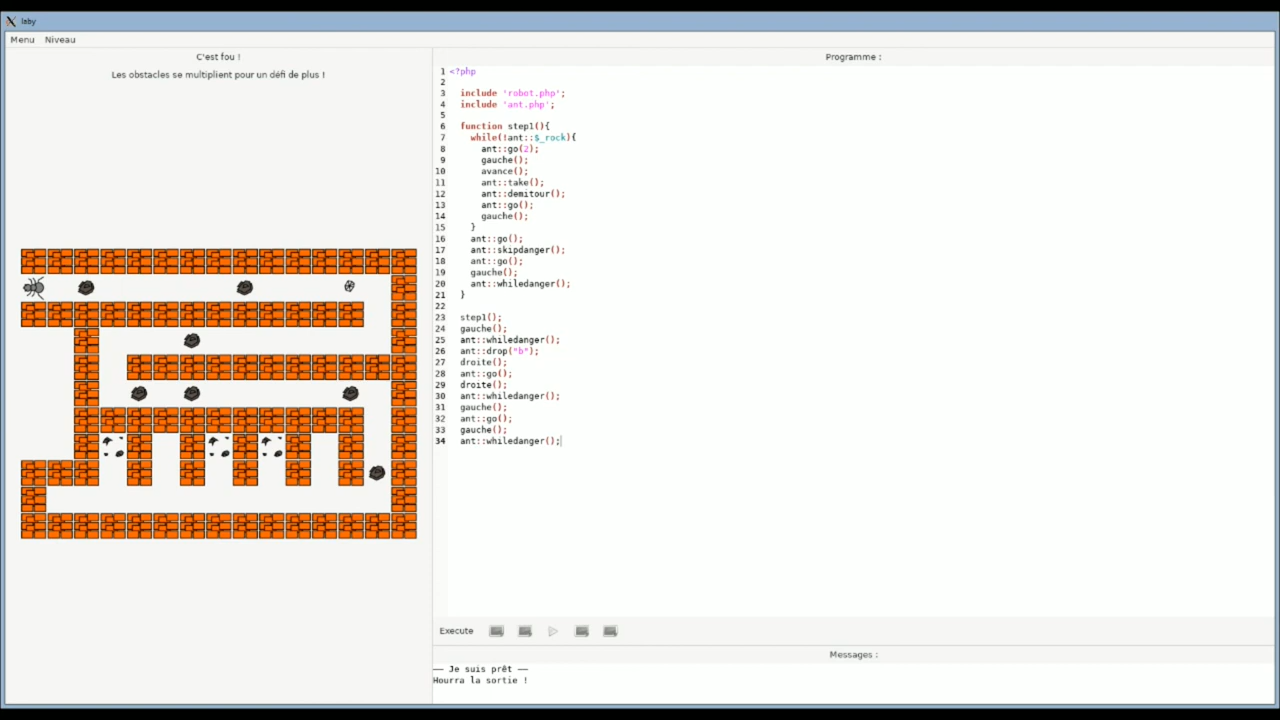 laby
Menu Niveau
C'est fou !
Les obstacles se multiplient pour un défi de plus !
Programme :
1 <?php
2
3 include 'robot.php';
4 include 'ant.php';
5
6 function step1(){
7 while(!ant::$_rock){
8 ant::go(2);
9 gauche();
10 avance();
11 ant::take();
12 ant::demitour();
13 ant::go();
14 gauche();
15 }
16 ant::go();
17 ant::skipdanger();
18 ant::go();
19 gauche();
20 ant::whiledanger();
21 }
22
23 step1();
24 gauche();
25 ant::whiledanger();
26 ant::drop("b");
27 droite();
28 ant::go();
29 droite();
30 ant::whiledanger();
31 gauche();
32 ant::go();
33 gauche();
34 ant::whiledanger();
Execute
Messages :
—— Je suis prêt ——
Hourra la sortie !